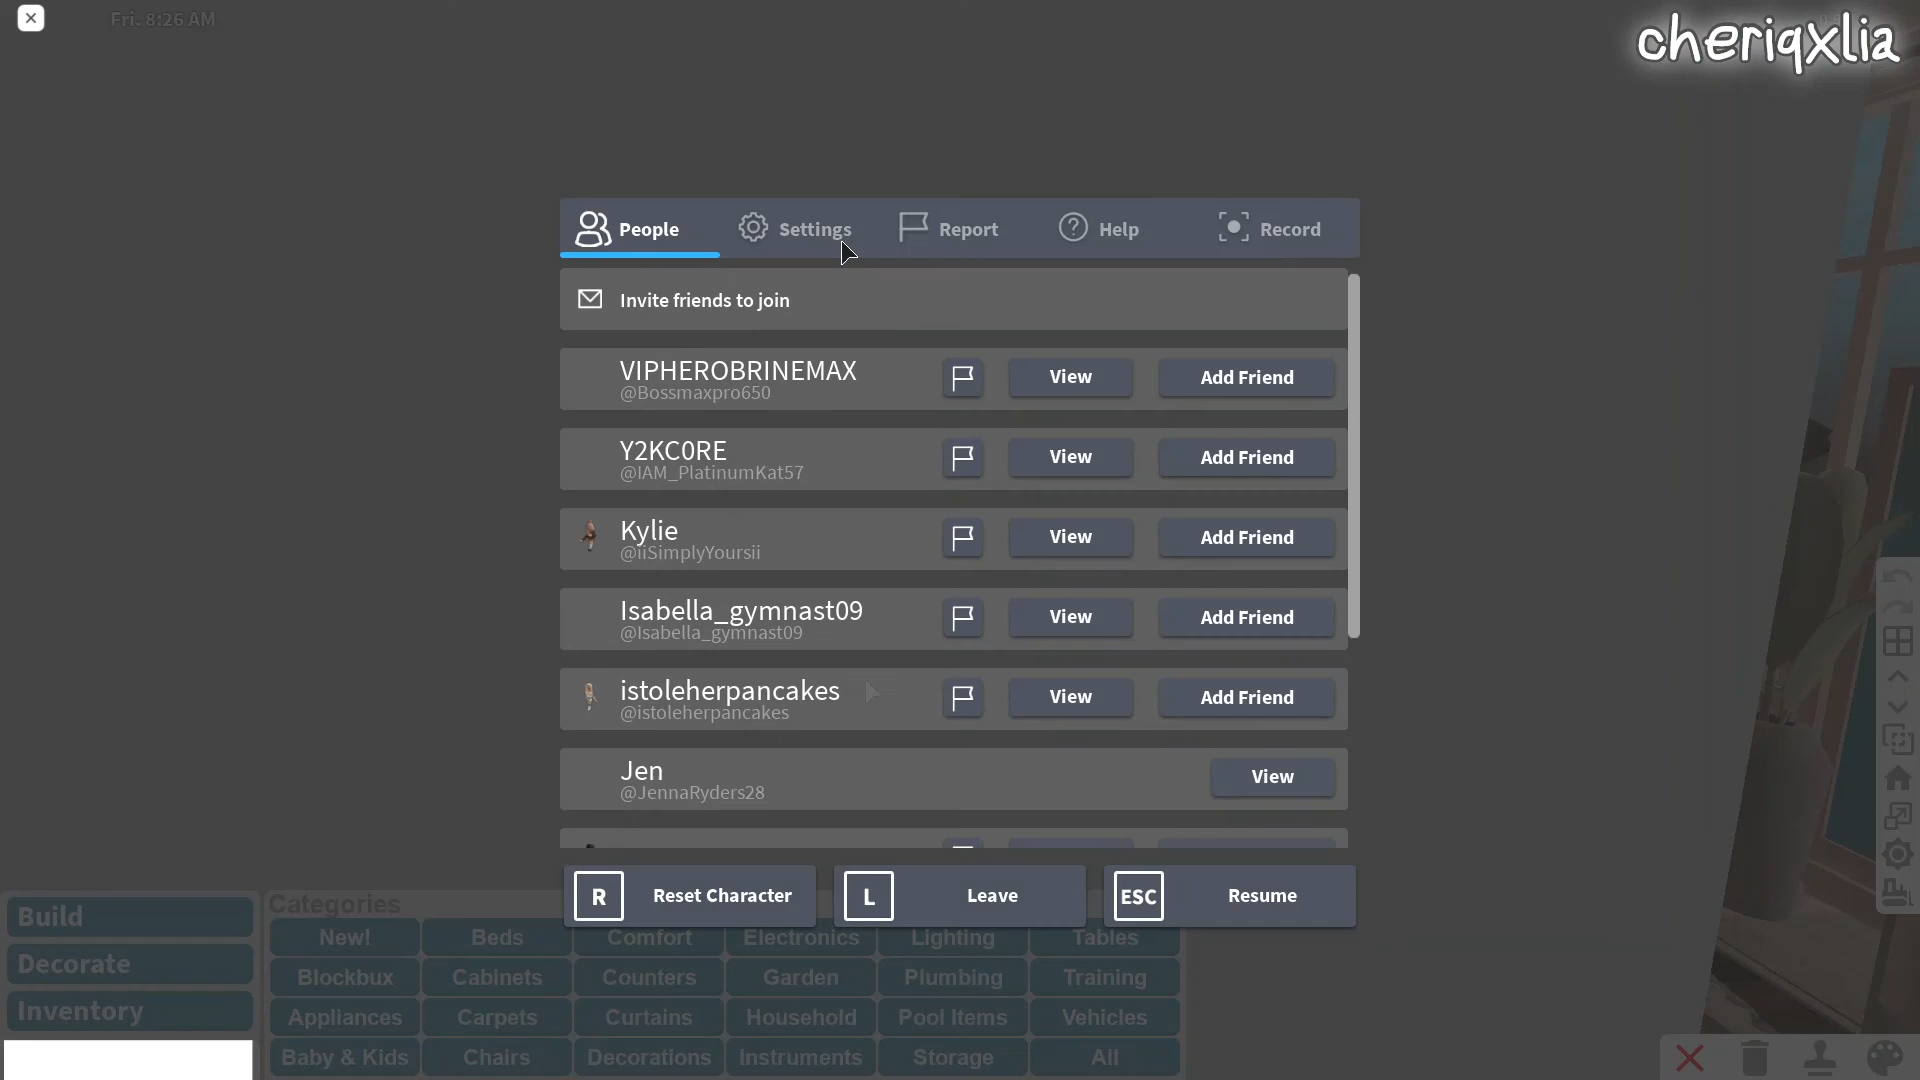 Fri. 8:26 AM
cheriqxlia
People Settings Report Help Record
Invite friends to join
VIPHEROBRINEMAX
@Bossmaxpro650
View Add Friend
Y2KC0RE
@IAM_PlatinumKat57
View Add Friend
Kylie
@iiSimplyYoursii
View Add Friend
Isabella_gymnast09
@Isabella_gymnast09
View Add Friend
istoleherpancakes
@istoleherpancakes
View Add Friend
Jen
@JennaRyders28
View
R Reset Character L Leave ESC Resume
Build
Decorate
Inventory
Categories
New! Beds Comfort Electronics Lighting Tables
Blockbux Cabinets Counters Garden Plumbing Training
Appliances Carpets Curtains Household Pool Items Vehicles
Baby & Kids Chairs Decorations Instruments Storage All